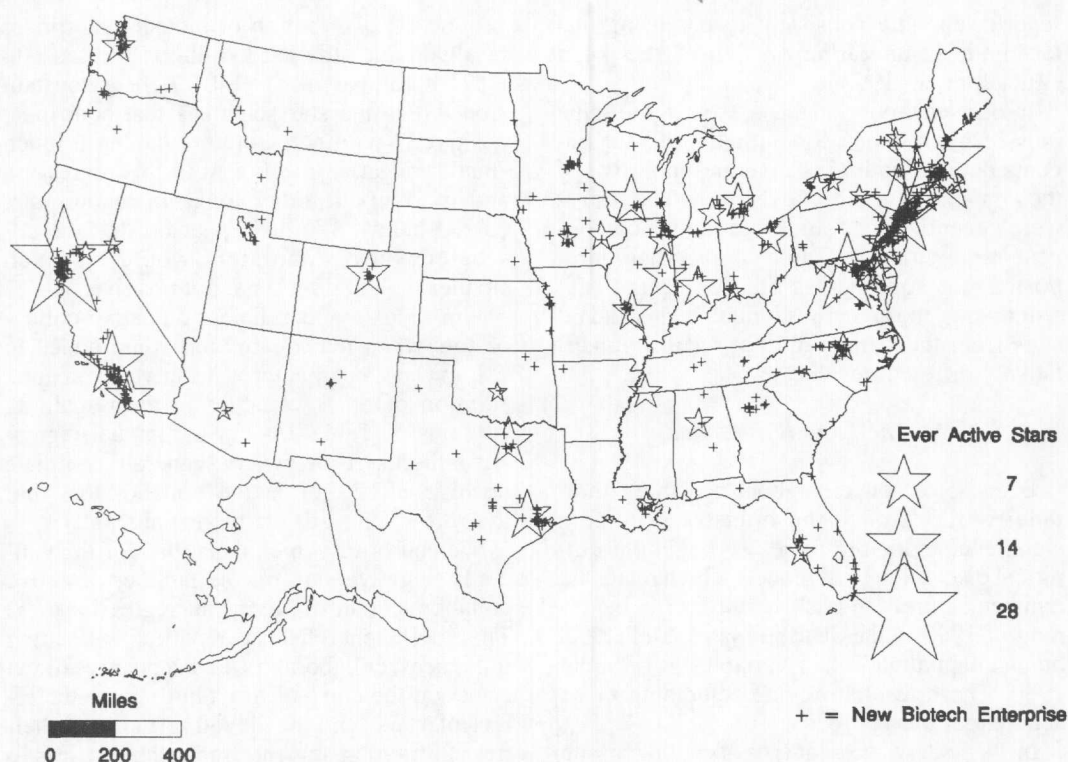 Ever Active Stars
7
14
28
+ = New Biotech Enterprise
Miles
0 200 400